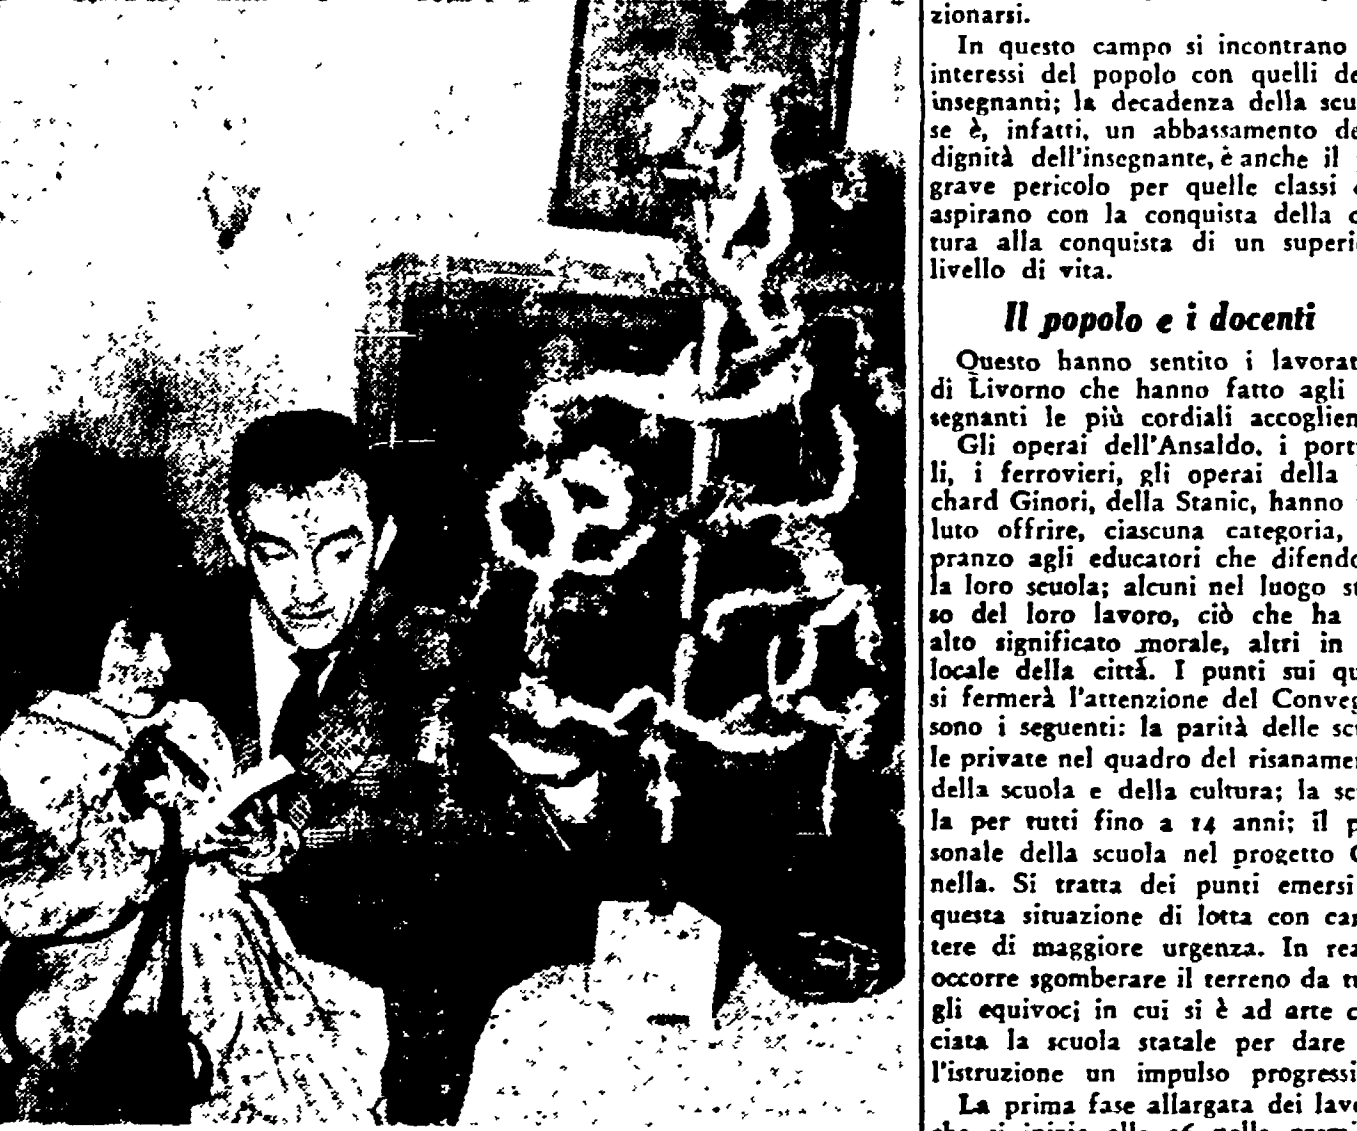 zionarsi.
In questo campo si incontrano
interessi del popolo con quelli de
insegnanti; la decadenza della scu
se è, infatti, un abbassamento de
dignità dell'insegnante, è anche il
grave pericolo per quelle classi
aspirano con la conquista della c
tura alla conquista di un superi
livello di vita.
Il popolo e i docenti
Questo hanno sentito i lavorat
di Livorno che hanno fatto agli
segnanti le più cordiali accoglien
Gli operai dell'Ansaldo, i port
li, i ferrovieri, gli operai della
chard Ginori, della Stanic, hanno
luto offrire, ciascuna categoria,
pranzo agli educatori che difend
la loro scuola; alcuni nel luogo st
so del loro lavoro, ciò che ha
alto significato morale, altri in
locale della città. I punti sui qu
si fermerà l'attenzione del Conveg
sono i seguenti: la parità delle scu
le private nel quadro del risaname
della scuola e della cultura; la scu
la per tutti fino a 14 anni; il p
sonale della scuola nel progetto G
nella. Si tratta dei punti emersi
questa situazione di lotta con car
tere di maggiore urgenza. In rea
occorre sgomberare il terreno da tu
gli equivoci in cui si è ad arte c
ciata la scuola statale per dare
l'istruzione un impulso progressi
La prima fase allargata dei lavo